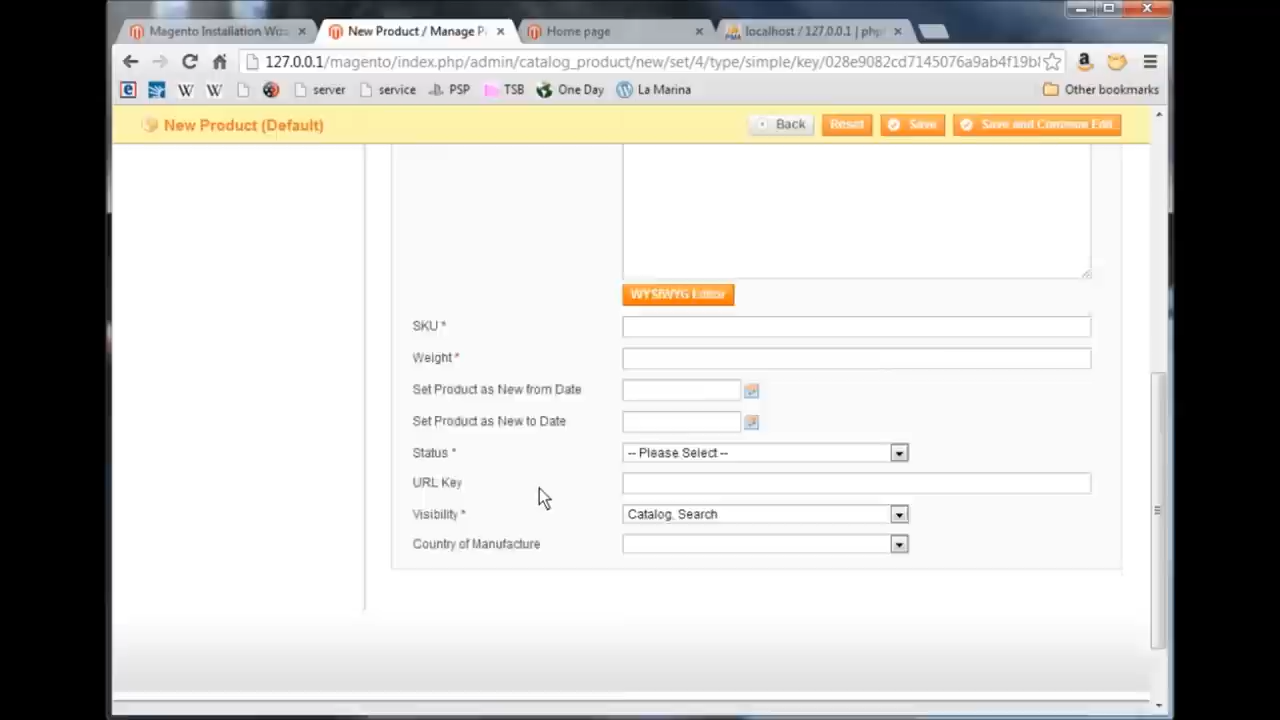 Magento Installation Wiz
New Product / Manage P
Home page
localhost / 127.0.0.1 | php
127.0.0.1/magento/index.php/admin/catalog_product/new/set/4/type/simple/key/028e9082cd7145076a9ab4f19bl
server
service
PSP
TSB
One Day
La Marina
Other bookmarks
New Product (Default)
Back
Reset
Save
Save and Continue Edit
WYSIWYG Editor
SKU *
Weight *
Set Product as New from Date
Set Product as New to Date
Status *
-- Please Select --
URL Key
Visibility *
Catalog, Search
Country of Manufacture